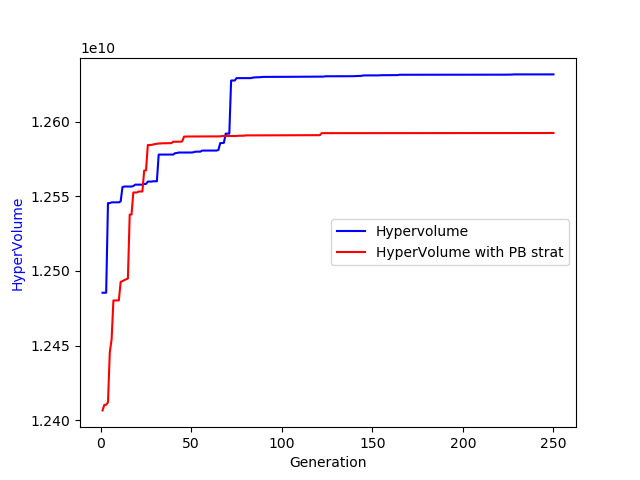 1e10
1.260
1.255
1.250
1.245
1.240
HyperVolume
Hypervolume
HyperVolume with PB strat
0 50 100 150 200 250
Generation